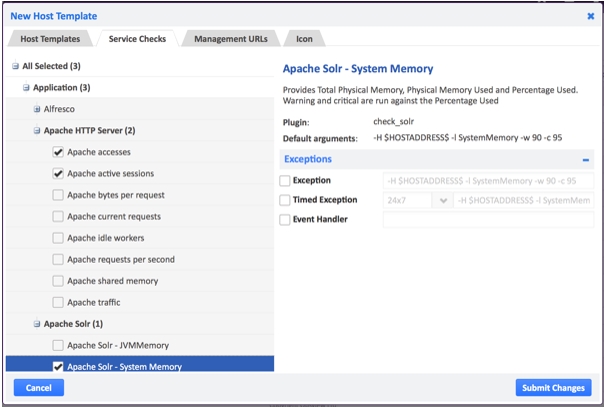 New Host Template
Host Templates
Service Checks
Management URLs
Icon
All Selected (3)
Application (3)
Alfresco
Apache HTTP Server (2)
Apache accesses
Apache active sessions
Apache bytes per request
Apache current requests
Apache idle workers
Apache requests per second
Apache shared memory
Apache traffic
Apache Solr (1)
Apache Solr - JVMMemory
Apache Solr - System Memory
Apache Solr - System Memory
Provides Total Physical Memory, Physical Memory Used and Percentage Used.
Warning and critical are run against the Percentage Used
Plugin: check_solr
Default arguments: -H $HOSTADDRESS$ -l SystemMemory -w 90 -c 95
Exceptions
Exception -H $HOSTADDRESS$ -l SystemMemory -w 90 -c 95
Timed Exception 24x7 -H $HOSTADDRESS$ -l SystemMem
Event Handler
Cancel
Submit Changes